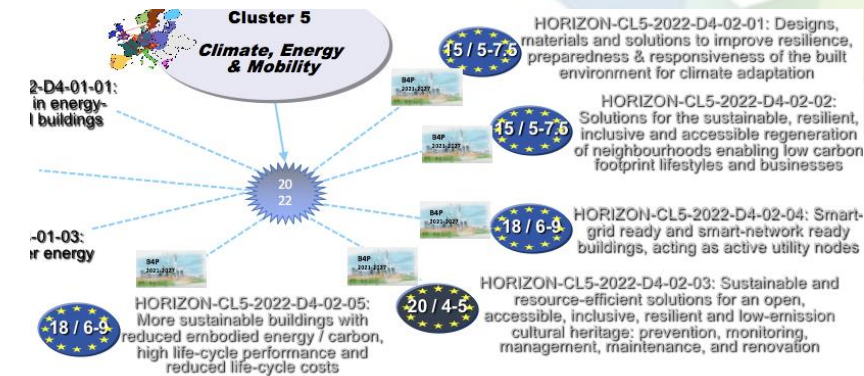 Cluster 5
Climate, Energy
& Mobility
2-D4-01-01:
in energy-
buildings
-01-03:
energy
20
22
15 / 5-7.5
HORIZON-CL5-2022-D4-02-01: Designs,
materials and solutions to improve resilience,
preparedness & responsiveness of the built
environment for climate adaptation
B4P
2021-2027
15 / 5-7.5
HORIZON-CL5-2022-D4-02-02:
Solutions for the sustainable, resilient,
inclusive and accessible regeneration
of neighbourhoods enabling low carbon
footprint lifestyles and businesses
B4P
2021-2027
18 / 6-9
HORIZON-CL5-2022-D4-02-04: Smart-
grid ready and smart-network ready
buildings, acting as active utility nodes
B4P
2021-2027
20 / 4-5
HORIZON-CL5-2022-D4-02-03: Sustainable and
resource-efficient solutions for an open,
accessible, inclusive, resilient and low-emission
cultural heritage: prevention, monitoring,
management, maintenance, and renovation
B4P
2021-2027
18 / 6-9
HORIZON-CL5-2022-D4-02-05:
More sustainable buildings with
reduced embodied energy / carbon,
high life-cycle performance and
reduced life-cycle costs
B4P
2021-2027